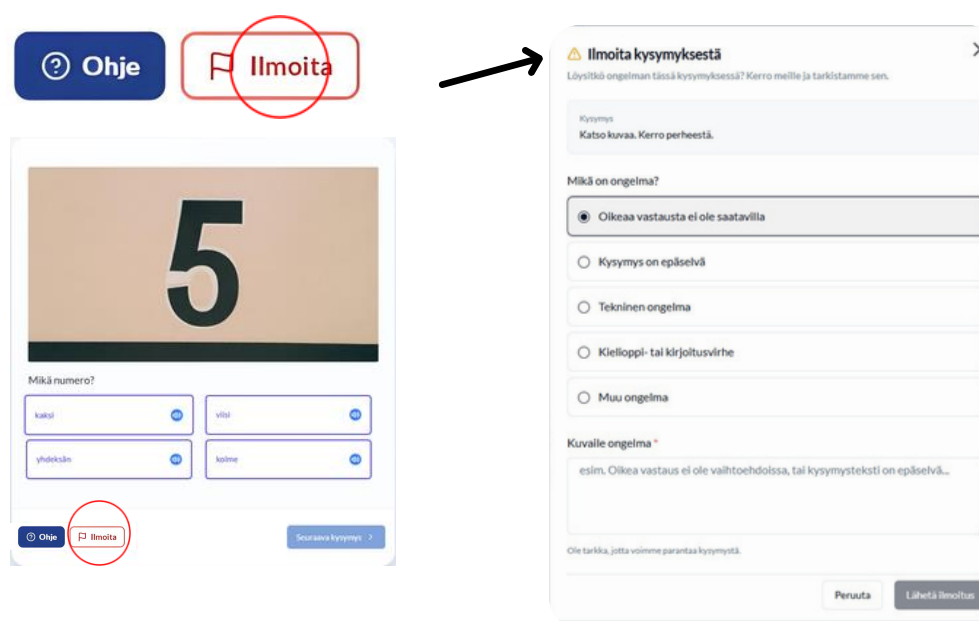 Ohje
Ilmoita
5
Mikä numero?
kaksi
viisi
yhdeksän
kolme
Ohje
Ilmoita
Seuraava kysymys
Ilmoita kysymyksestä
Löysitkö ongelman tässä kysymyksessä? Kerro meille ja tarkistamme sen.
Kysymys
Katso kuvaa. Kerro perheestä.
Mikä on ongelma?
Oikeaa vastausta ei ole saatavilla
Kysymys on epäselvä
Tekninen ongelma
Kielioppi- tai kirjoitusvirhe
Muu ongelma
Kuvaile ongelma *
esim. Oikea vastaus ei ole vaihtoehdoissa, tai kysymysteksti on epäselvä...
Ole tarkka, jotta voimme parantaa kysymystä.
Peruuta
Lähetä ilmoitus